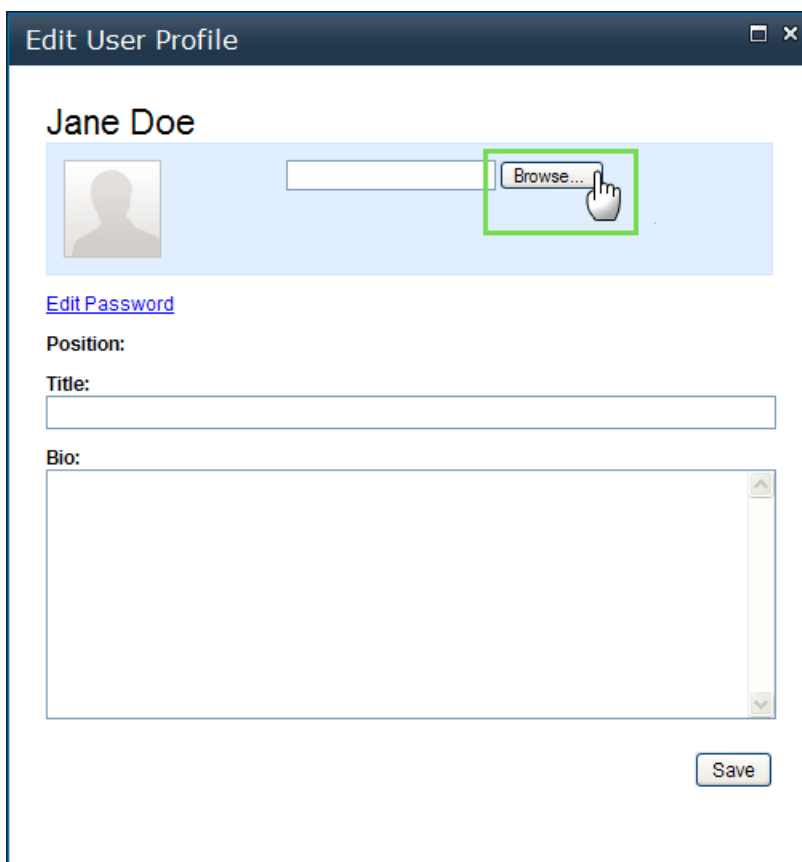 Edit User Profile
Jane Doe
Browse...
Edit Password
Position:
Title:
Bio:
Save